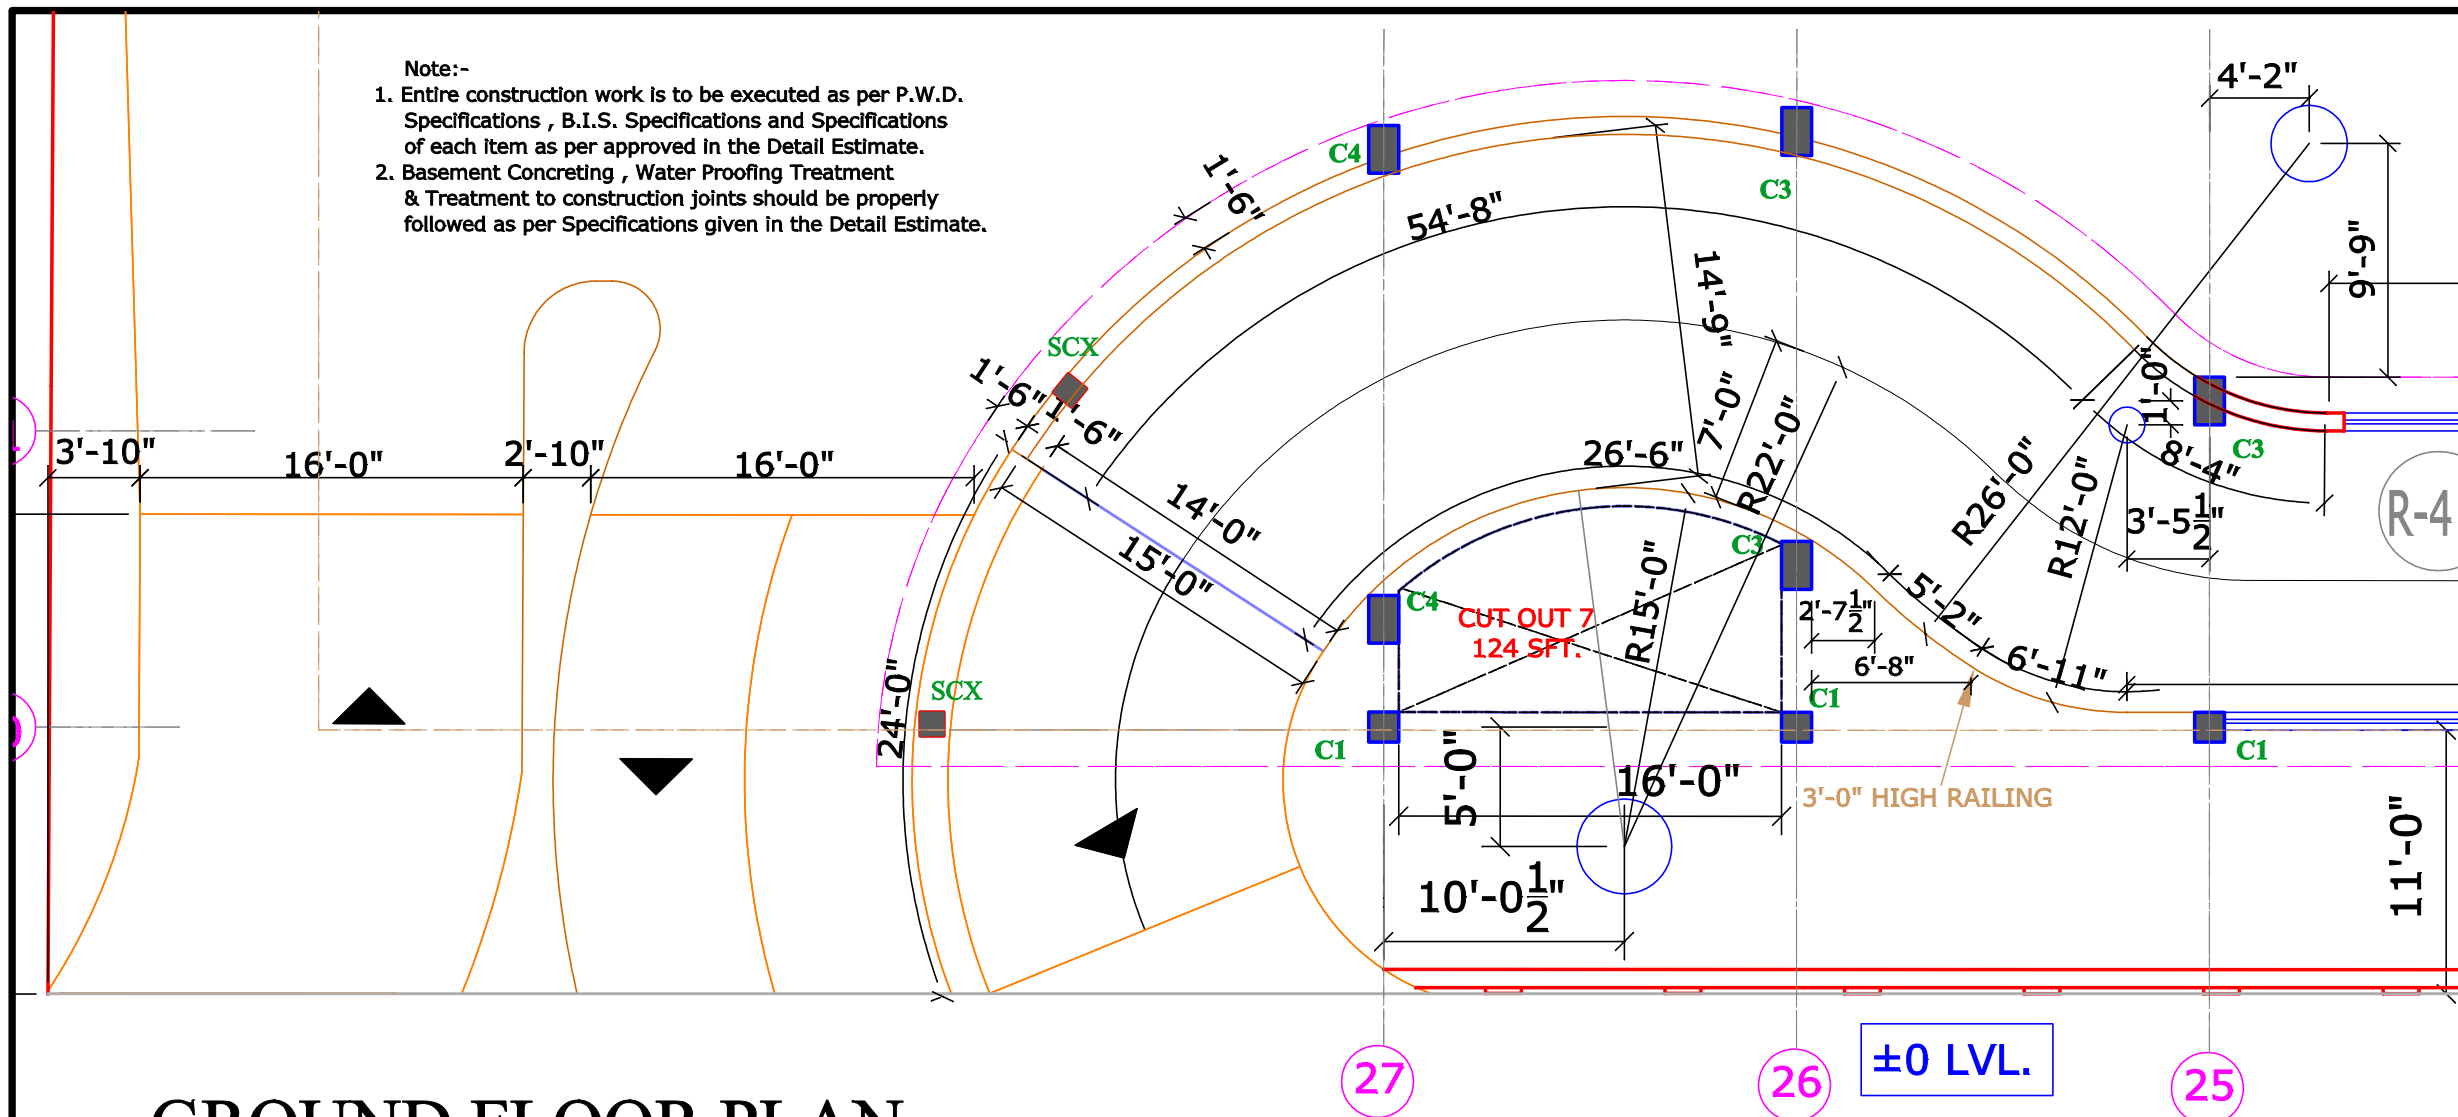 Note:-
1. Entire construction work is to be executed as per P.W.D.
Specifications , B.I.S. Specifications and Specifications
of each item as per approved in the Detail Estimate.
2. Basement Concreting , Water Proofing Treatment
& Treatment to construction joints should be properly
followed as per Specifications given in the Detail Estimate.
4'-2"
C4
C3
1'-6"
54'-8"
14'-9"
9'-9"
SCX
1'-6"
1'-6"
7'-0"
R22'-0"
1'-0"
3'-10"
16'-0"
2'-10"
16'-0"
26'-6"
C3
8'-4"
14'-0"
15'-0"
R26'-0"
R12'-0"
3'-5½"
R-4
C3
C4
CUT OUT 7
124 SFT.
R15'-0"
5'-2"
2'-7½"
6'-8"
6'-11"
24'-0"
SCX
C1
C1
C1
5'-0"
16'-0"
3'-0" HIGH RAILING
11'-0"
10'-0½"
27
26
25
±0 LVL.
GROUND FLOOR PLAN